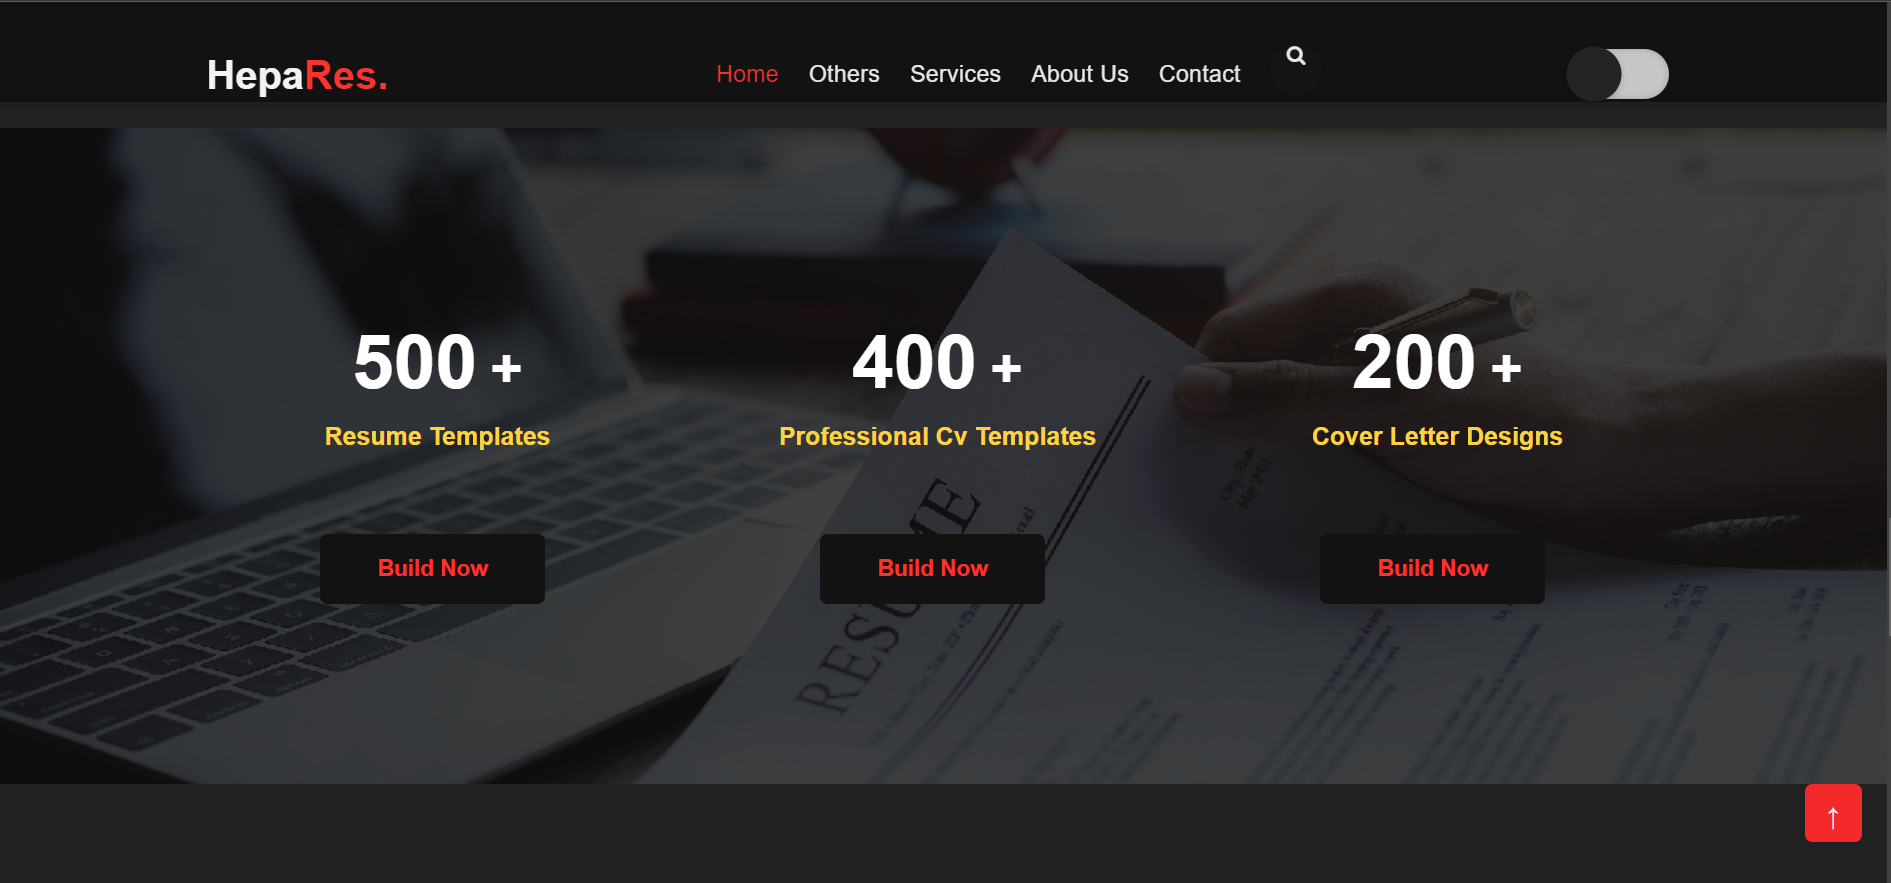 HepaRes.
Home Others Services About Us Contact
500 + 400 + 200 +
Resume Templates Professional Cv Templates Cover Letter Designs
Build Now Build Now Build Now
RESUME
↑